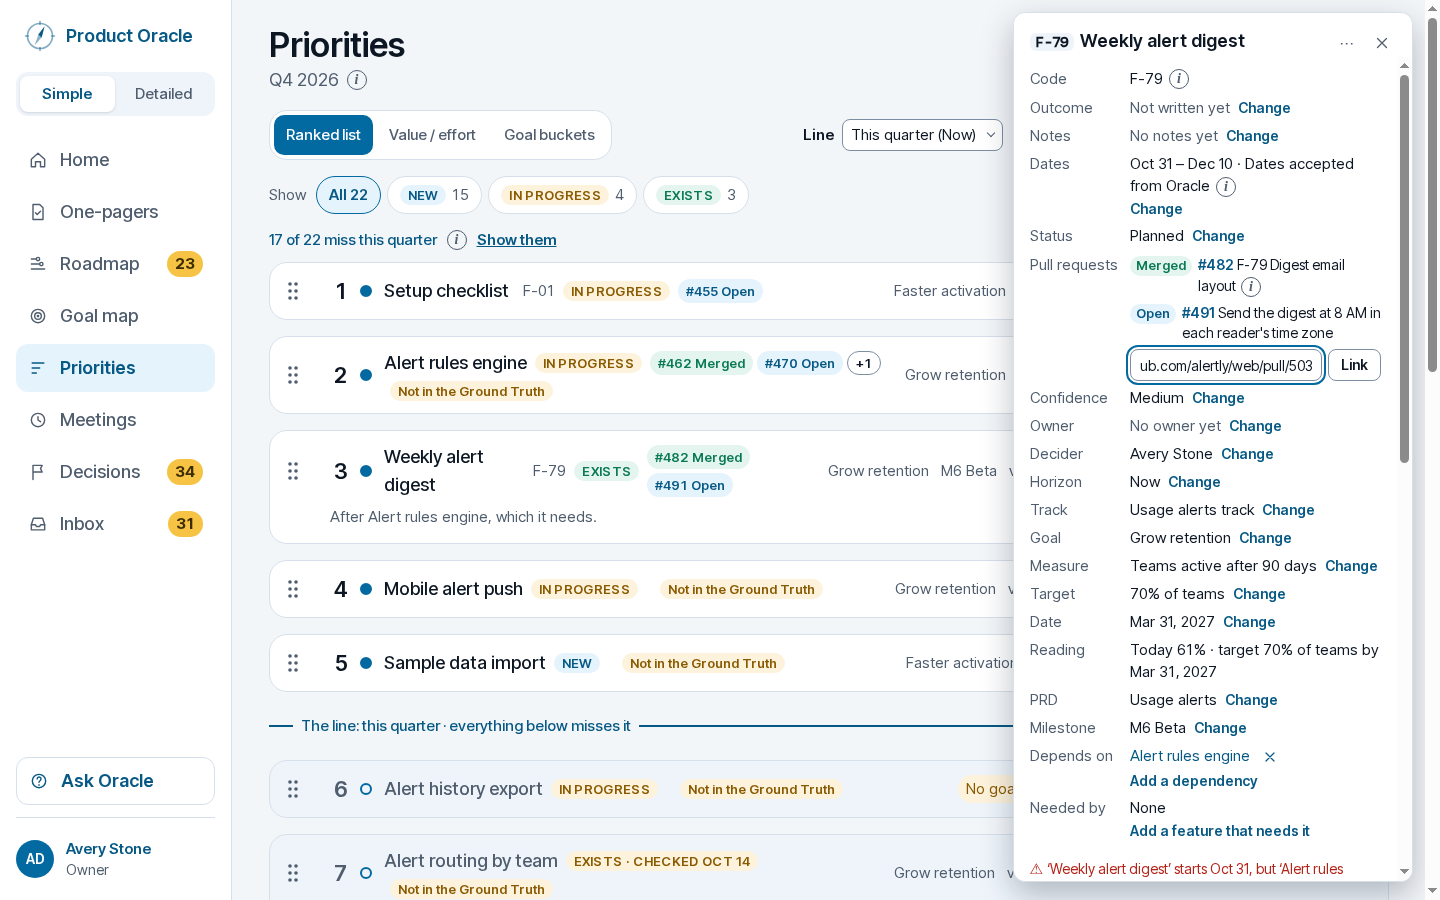 Product Oracle
Simple
Detailed
Home
One-pagers
Roadmap
23
Goal map
Priorities
Meetings
Decisions
34
Inbox
31
Ask Oracle
AD
Avery Stone
Owner
Priorities
Q4 2026
i
Ranked list
Value / effort
Goal buckets
Line
This quarter (Now)
Show
All 22
NEW
15
IN PROGRESS
4
EXISTS
3
17 of 22 miss this quarter
i
Show them
1
Setup checklist
F-01
IN PROGRESS
#455 Open
Faster activation
2
Alert rules engine
IN PROGRESS
#462 Merged
#470 Open
+1
Not in the Ground Truth
Grow retention
3
Weekly alert
digest
F-79
EXISTS
#482 Merged
#491 Open
Grow retention
M6 Beta
After Alert rules engine, which it needs.
4
Mobile alert push
IN PROGRESS
Not in the Ground Truth
Grow retention
5
Sample data import
NEW
Not in the Ground Truth
Faster activation
The line: this quarter · everything below misses it
6
Alert history export
IN PROGRESS
Not in the Ground Truth
No goa
7
Alert routing by team
EXISTS · CHECKED OCT 14
Not in the Ground Truth
Grow retention
F-79
Weekly alert digest
Code
F-79
i
Outcome
Not written yet
Change
Notes
No notes yet
Change
Dates
Oct 31 – Dec 10 · Dates accepted
from Oracle
i
Change
Status
Planned
Change
Pull requests
Merged
#482 F-79 Digest email
layout
i
Open
#491 Send the digest at 8 AM in
each reader's time zone
ub.com/alertly/web/pull/503
Link
Confidence
Medium
Change
Owner
No owner yet
Change
Decider
Avery Stone
Change
Horizon
Now
Change
Track
Usage alerts track
Change
Goal
Grow retention
Change
Measure
Teams active after 90 days
Change
Target
70% of teams
Change
Date
Mar 31, 2027
Change
Reading
Today 61% · target 70% of teams by
Mar 31, 2027
PRD
Usage alerts
Change
Milestone
M6 Beta
Change
Depends on
Alert rules engine
Add a dependency
Needed by
None
Add a feature that needs it
⚠ ‘Weekly alert digest’ starts Oct 31, but ‘Alert rules